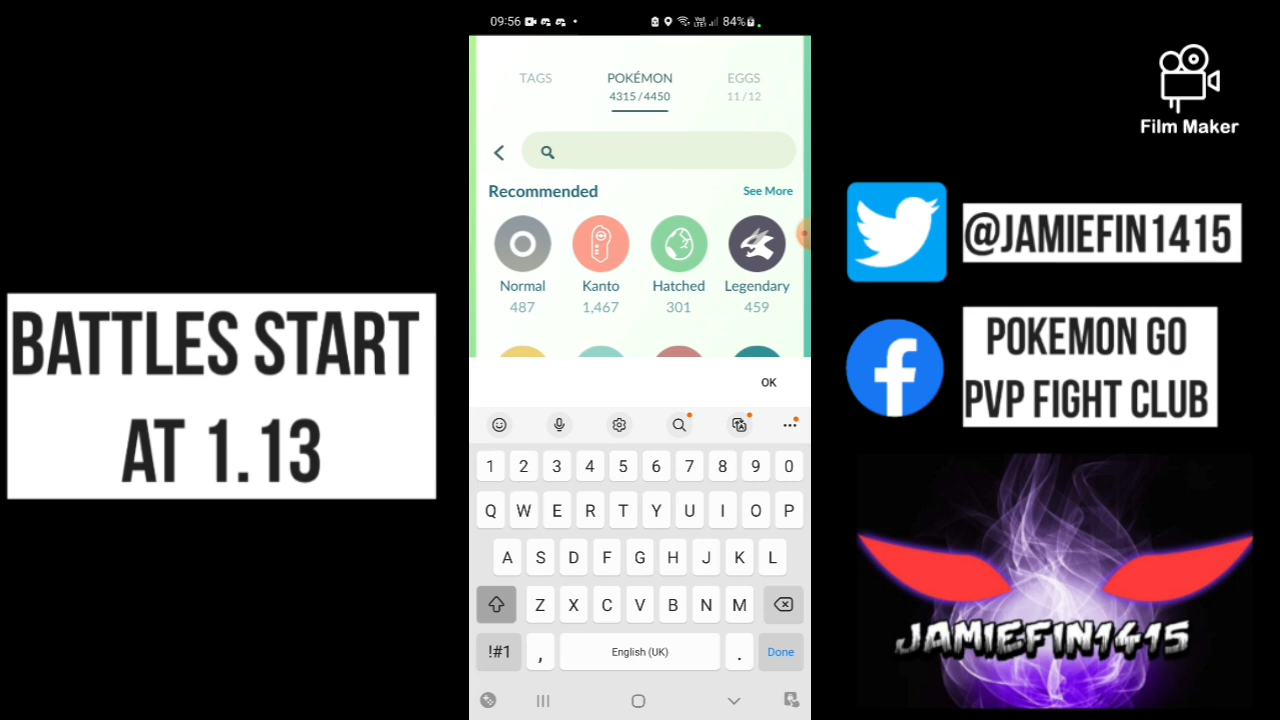 09:56
84%
TAGS
POKÉMON
EGGS
4315/4450
11/12
Recommended
See More
Normal
Kanto
Hatched
Legendary
487
1,467
301
459
OK
1 2 3 4 5 6 7 8 9 0
Q W E R T Y U I O P
A S D F G H J K L
Z X C V B N M
!#1 , English (UK) . Done
BATTLES START
AT 1.13
Film Maker
@JAMIEFIN1415
POKEMON GO
PVP FIGHT CLUB
JAMIEFIN1415